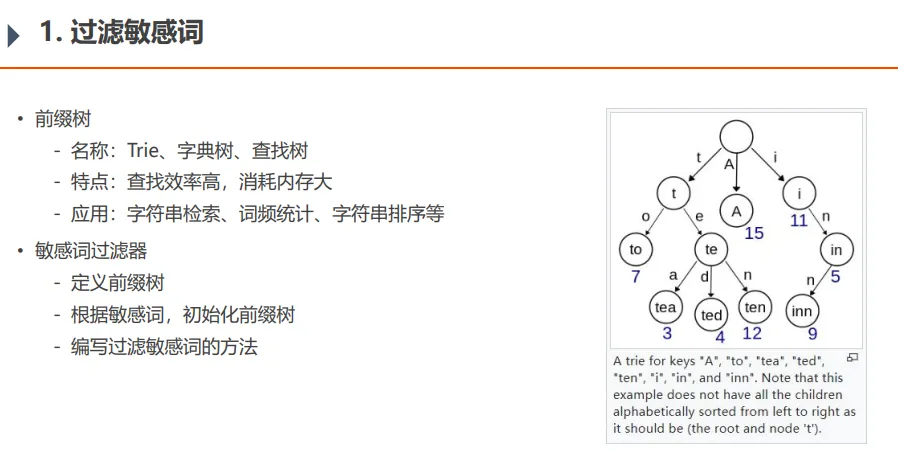 1. 过滤敏感词
• 前缀树
- 名称：Trie、字典树、查找树
- 特点：查找效率高，消耗内存大
- 应用：字符串检索、词频统计、字符串排序等
• 敏感词过滤器
- 定义前缀树
- 根据敏感词，初始化前缀树
- 编写过滤敏感词的方法
t
A
i
t
A
i
15
11
o
e
n
to
te
in
7
5
a
d
n
n
tea
ted
ten
inn
3
4
12
9
A trie for keys "A", "to", "tea", "ted",
"ten", "i", "in", and "inn". Note that this
example does not have all the children
alphabetically sorted from left to right as
it should be (the root and node 't').